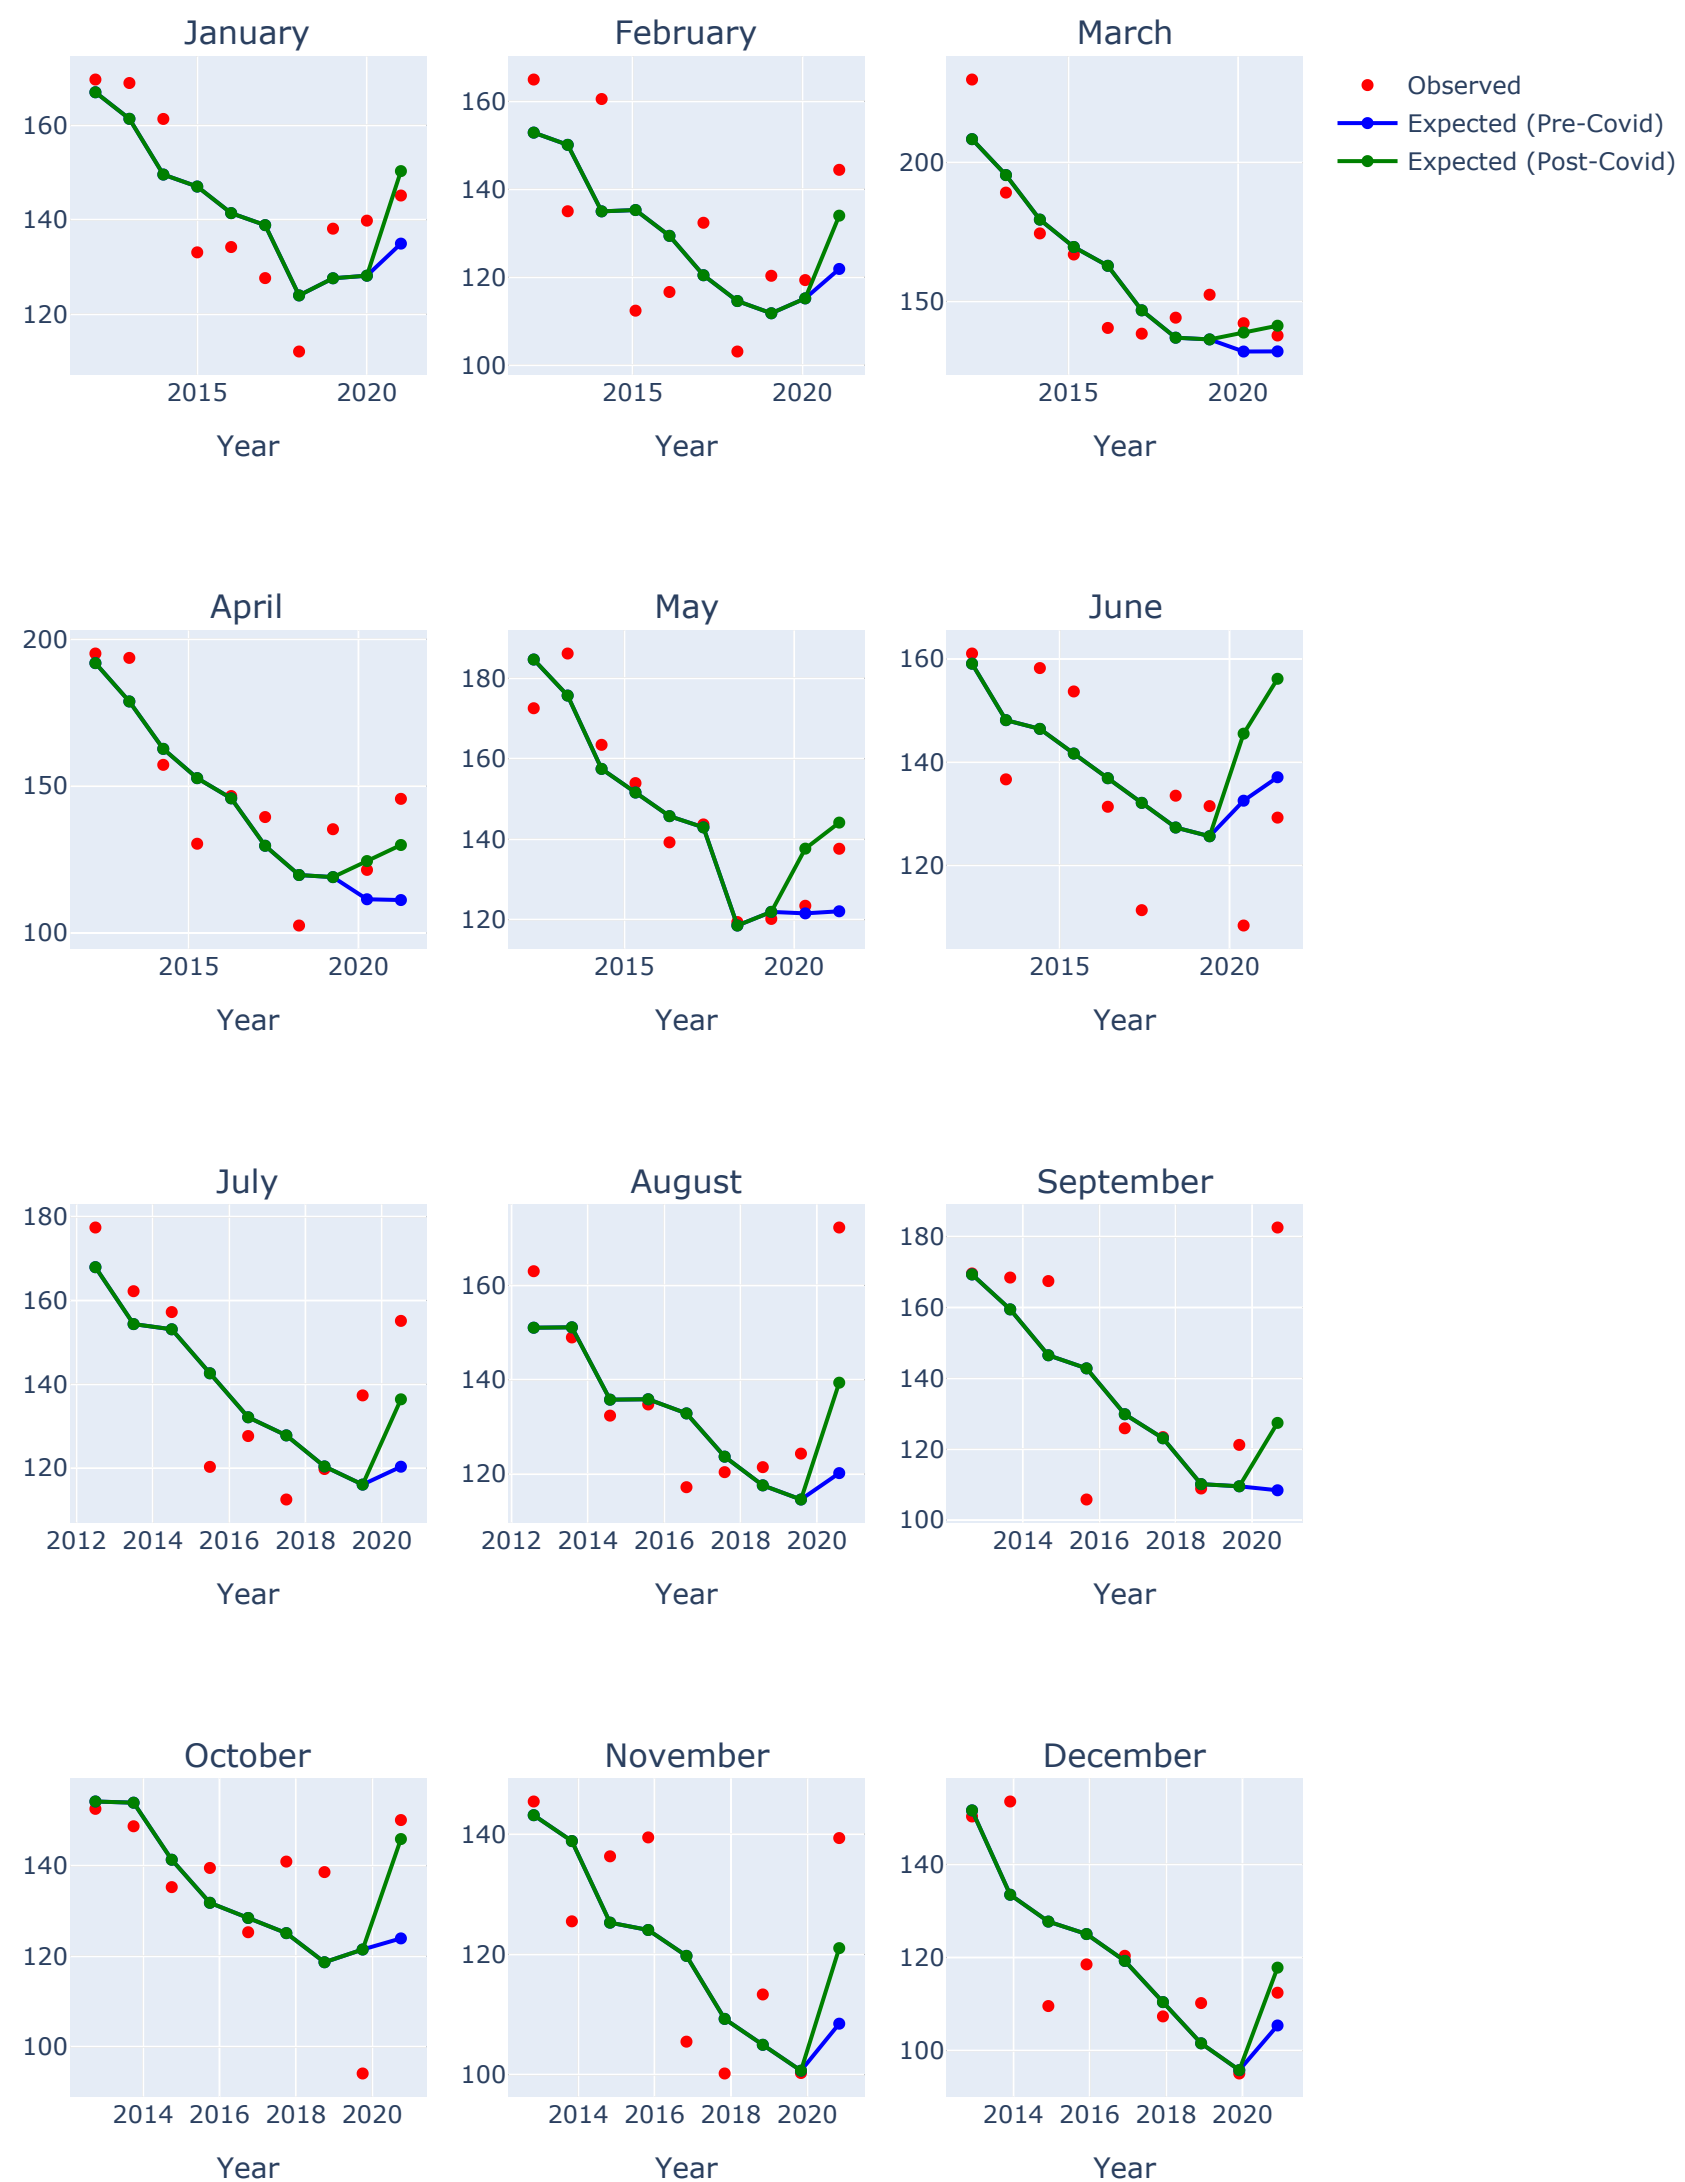 January February March
Observed
Expected (Pre-Covid)
Expected (Post-Covid)
160
140
120
160
140
120
100
200
150
2015 2020 2015 2020 2015 2020
Year Year Year
April May June
200
150
100
180
160
140
120
160
140
120
2015 2020 2015 2020 2015 2020
Year Year Year
July August September
180
160
140
120
160
140
120
180
160
140
120
100
2012 2014 2016 2018 2020 2012 2014 2016 2018 2020 2014 2016 2018 2020
Year Year Year
October November December
140
120
100
140
120
100
140
120
100
2014 2016 2018 2020 2014 2016 2018 2020 2014 2016 2018 2020
Year Year Year